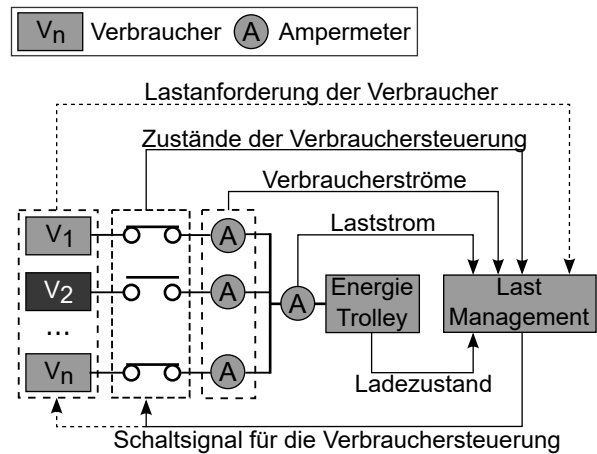 Vn Verbraucher A Ampermeter
Lastanforderung der Verbraucher
Zustände der Verbrauchersteuerung
Verbraucherströme
Laststrom
V1 A
V2 A A Energie Trolley Last Management
...
Vn A
Ladezustand
Schaltsignal für die Verbrauchersteuerung